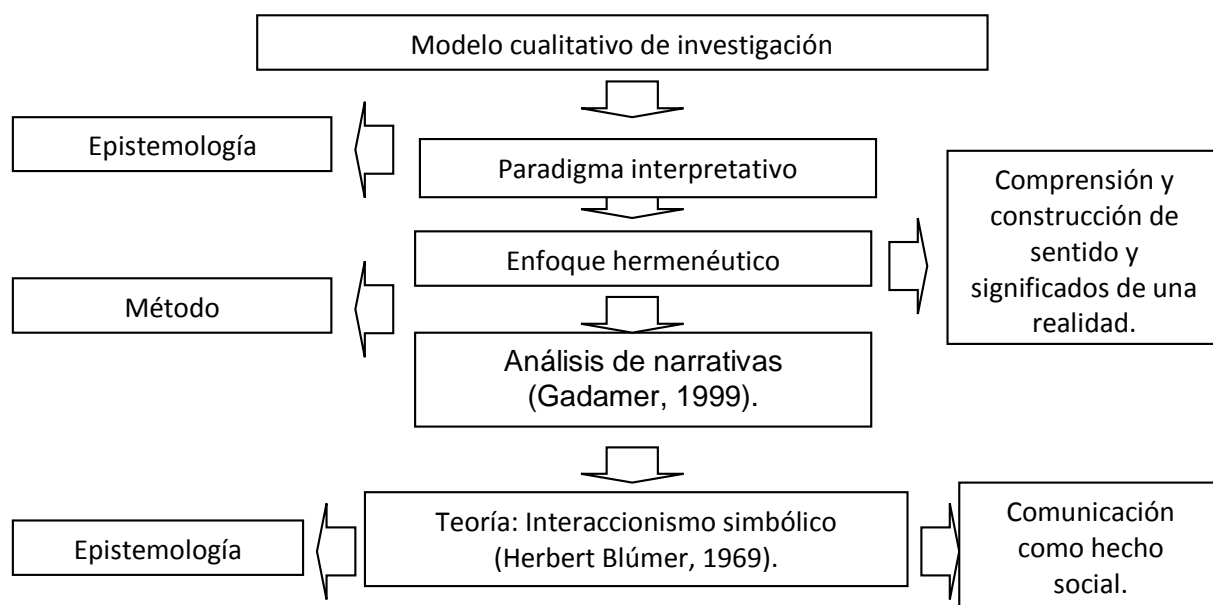 Modelo cualitativo de investigación
Epistemología
Paradigma interpretativo
Comprensión y
construcción de
sentido y
significados de una
realidad.
Enfoque hermenéutico
Método
Análisis de narrativas
(Gadamer, 1999).
Teoría: Interaccionismo simbólico
(Herbert Blúmer, 1969).
Epistemología
Comunicación
como hecho
social.